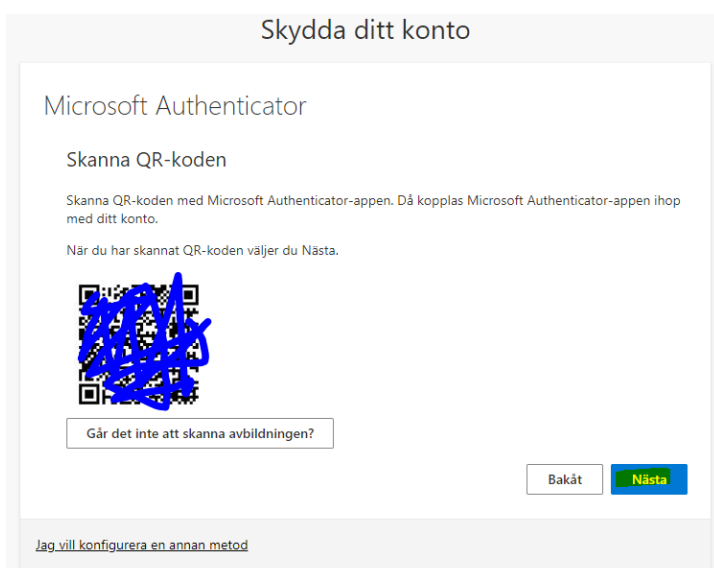 Skydda ditt konto
Microsoft Authenticator
Skanna QR-koden
Skanna QR-koden med Microsoft Authenticator-appen. Då kopplas Microsoft Authenticator-appen ihop
med ditt konto.
När du har skannat QR-koden väljer du Nästa.
Går det inte att skanna avbildningen?
Bakåt Nästa
Jag vill konfigurera en annan metod